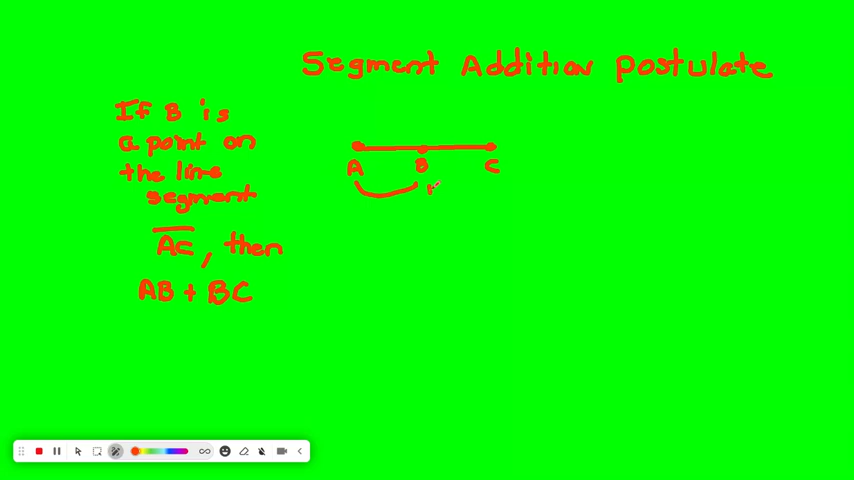 Segment Addition Postulate
If B is
a point on
the line
segment
AC, then
AB + BC
A B C